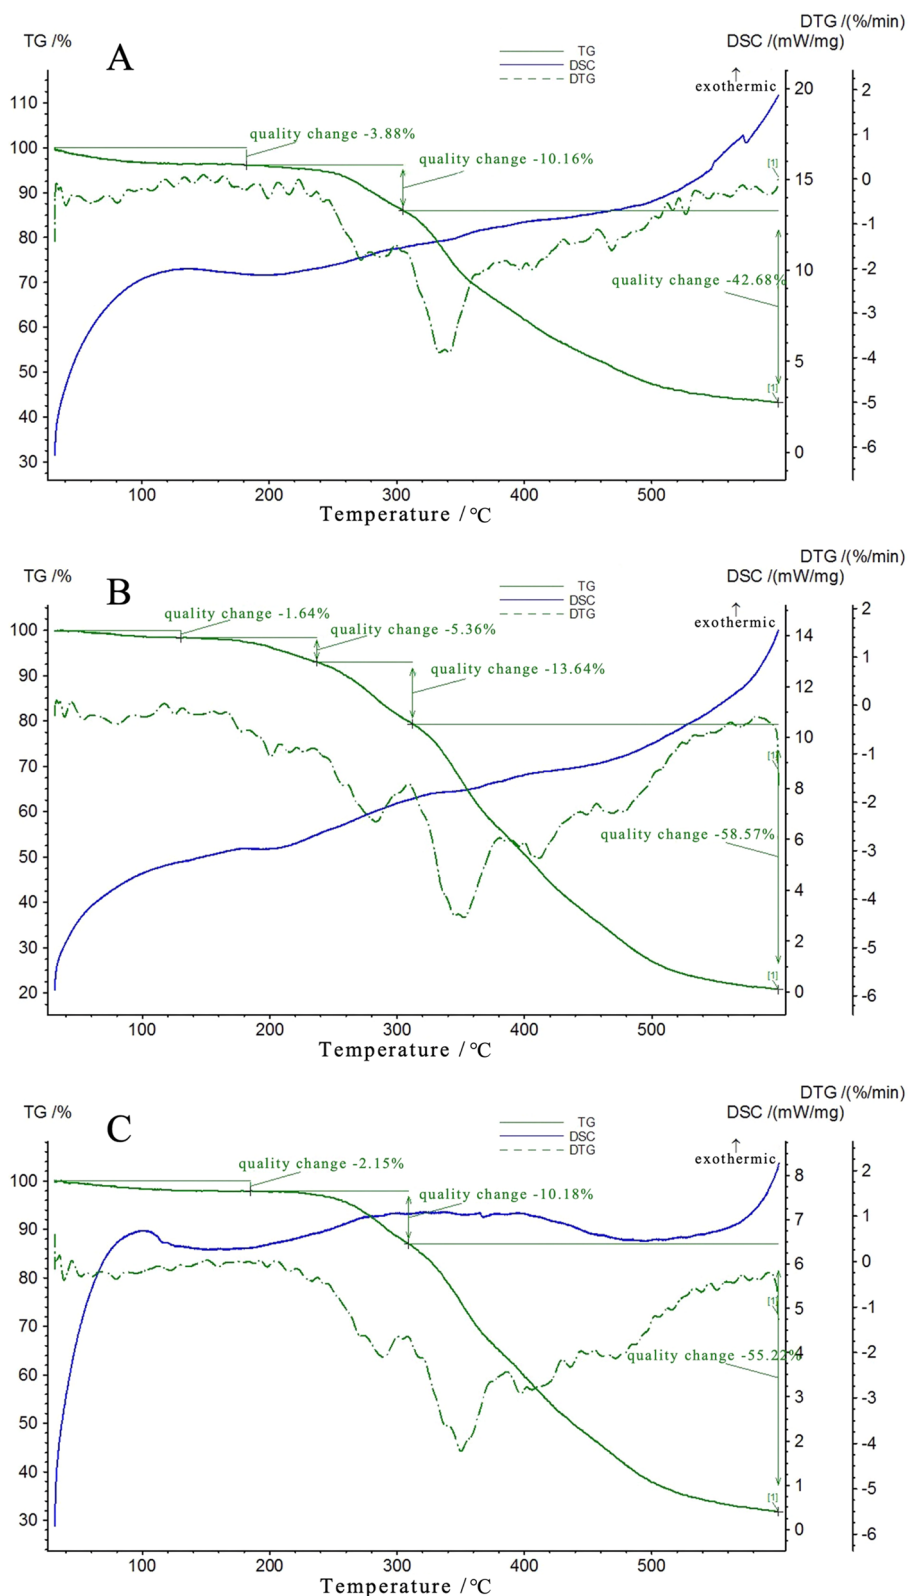 DTG /(%/min)
TG /%
DSC /(mW/mg)
A
TG
DSC
DTG
↑
exothermic
110
100
90
80
70
60
50
40
30
20
15
10
5
0
2
1
0
-1
-2
-3
-4
-5
-6
quality change -3.88%
quality change -10.16%
quality change -42.68%
[1]
[1]
100
200
300
400
500
Temperature /℃
DTG /(%/min)
TG /%
DSC /(mW/mg)
B
TG
DSC
DTG
↑
exothermic
100
90
80
70
60
50
40
30
20
14
12
10
8
6
4
2
0
2
1
0
-1
-2
-3
-4
-5
-6
quality change -1.64%
quality change -5.36%
quality change -13.64%
quality change -58.57%
[1]
[1]
100
200
300
400
500
Temperature /℃
DTG /(%/min)
TG /%
DSC /(mW/mg)
C
TG
DSC
DTG
↑
exothermic
100
90
80
70
60
50
40
30
8
7
6
5
4
3
2
1
0
2
1
0
-1
-2
-3
-4
-5
-6
quality change -2.15%
quality change -10.18%
quality change -55.22%
[1]
[1]
100
200
300
400
500
Temperature /℃